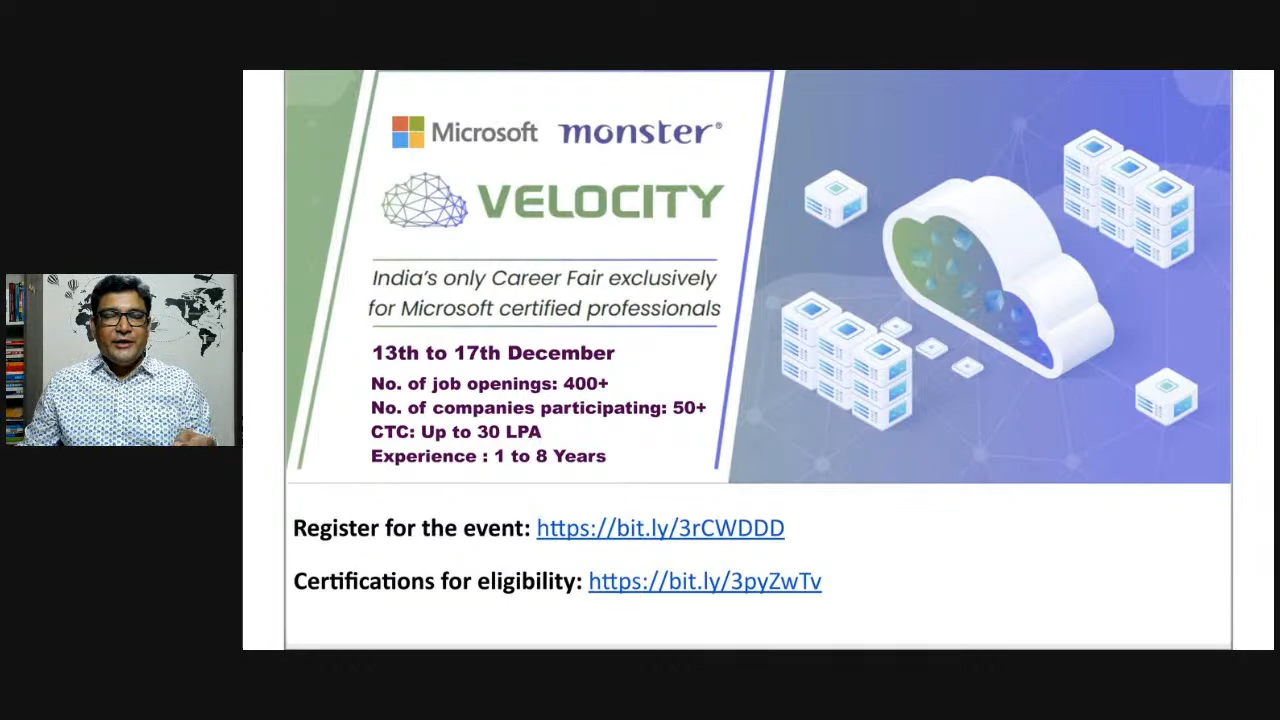 Microsoft monster®
VELOCITY
India's only Career Fair exclusively
for Microsoft certified professionals
13th to 17th December
No. of job openings: 400+
No. of companies participating: 50+
CTC: Up to 30 LPA
Experience : 1 to 8 Years
Register for the event: https://bit.ly/3rCWDDD
Certifications for eligibility: https://bit.ly/3pyZwTv